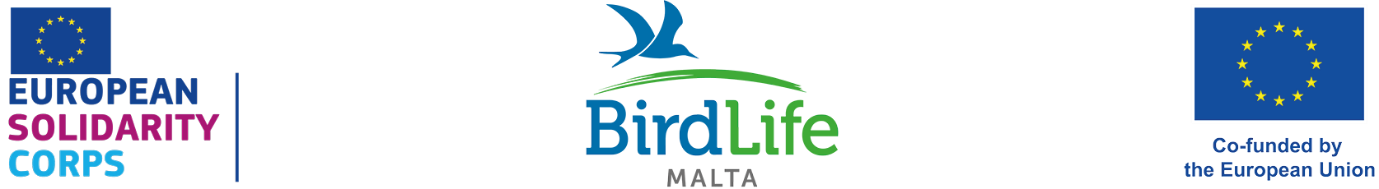 EUROPEAN
SOLIDARITY
CORPS
BirdLife
MALTA
Co-funded by
the European Union